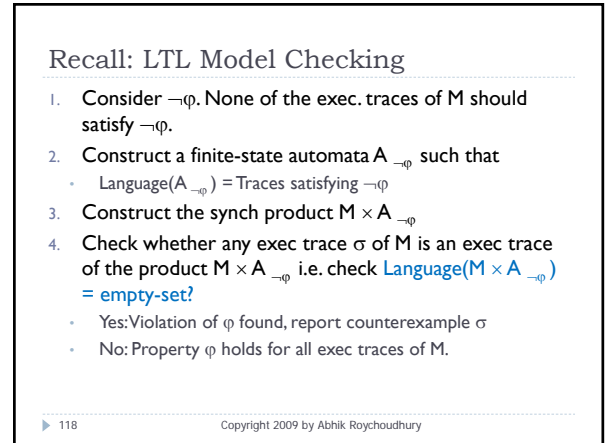 Recall: LTL Model Checking
1. Consider ¬φ. None of the exec. traces of M should
satisfy ¬φ.
2. Construct a finite-state automata A ¬φ such that
• Language(A ¬φ ) = Traces satisfying ¬φ
3. Construct the synch product M × A ¬φ
4. Check whether any exec trace σ of M is an exec trace
of the product M × A ¬φ i.e. check Language(M × A ¬φ )
= empty-set?
• Yes: Violation of φ found, report counterexample σ
• No: Property φ holds for all exec traces of M.
118 Copyright 2009 by Abhik Roychoudhury